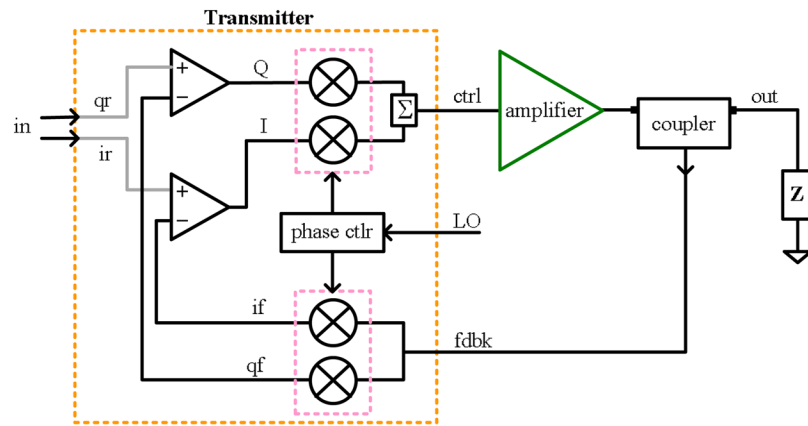 Transmitter
qr
Q
in
ir
I
Σ
ctrl
amplifier
out
coupler
Z
phase ctlr
LO
if
qf
fdbk
+
−
+
−